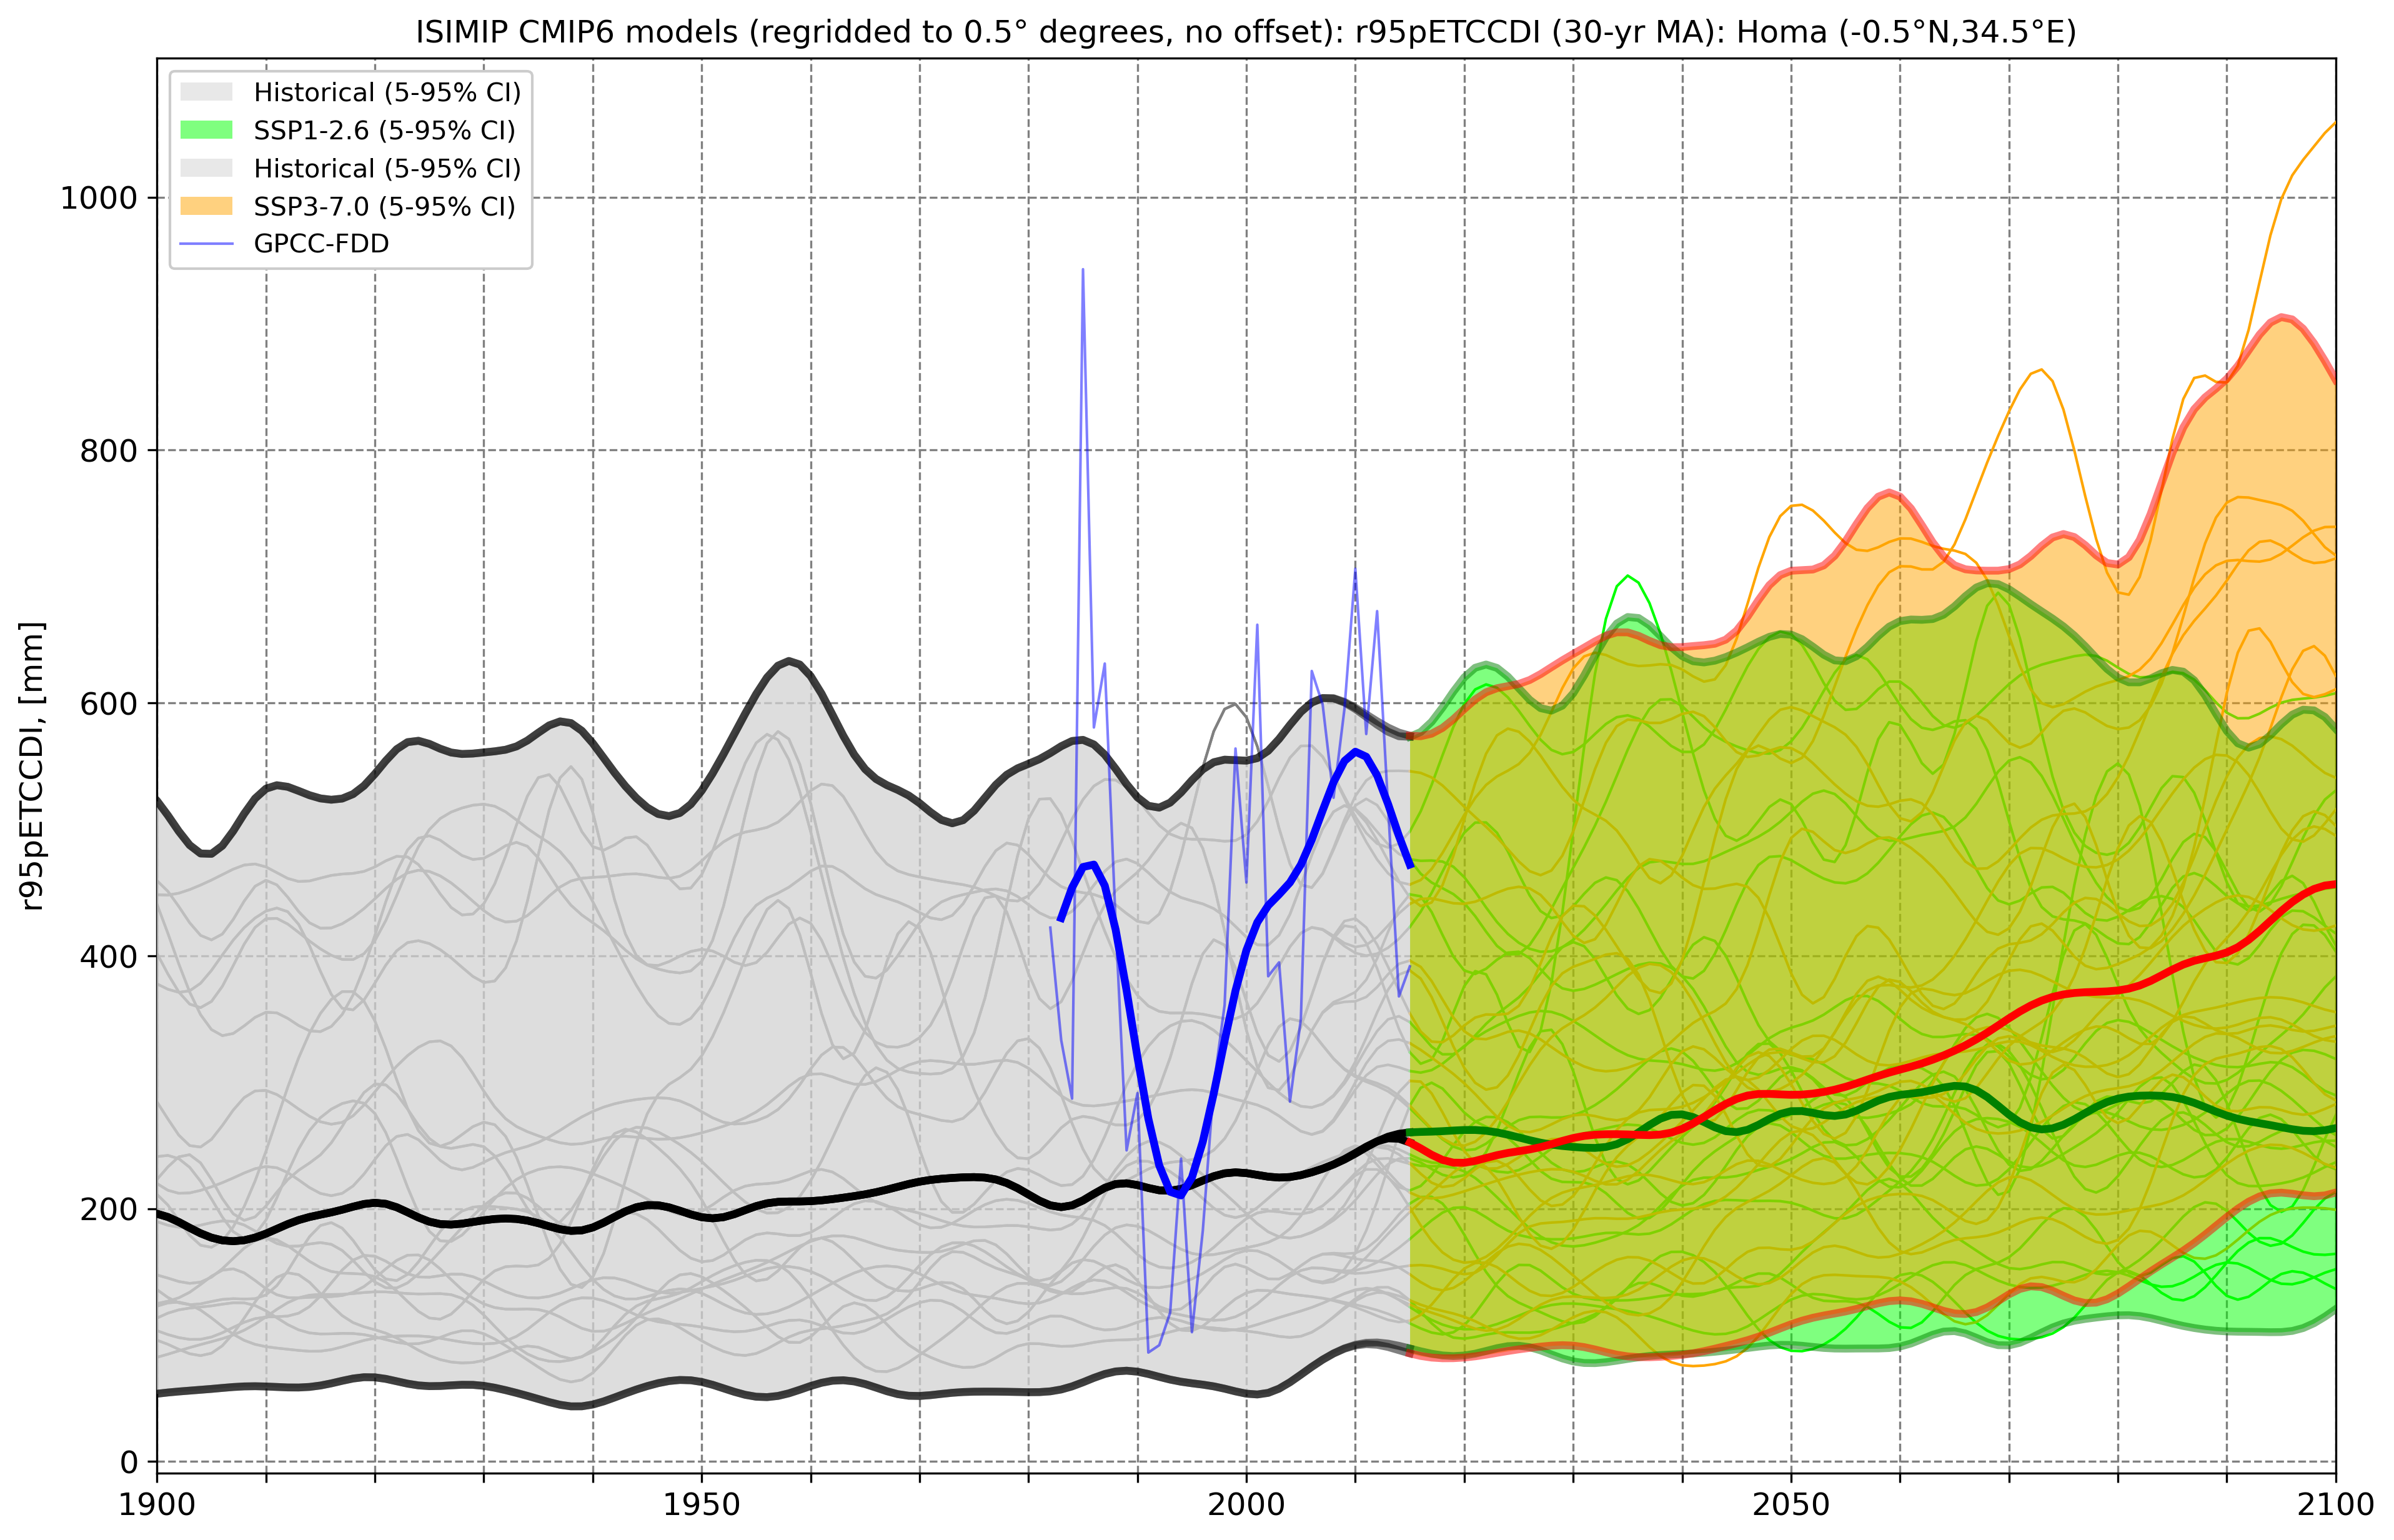 ISIMIP CMIP6 models (regridded to 0.5° degrees, no offset): r95pETCCDI (30-yr MA): Homa (-0.5°N,34.5°E)
Historical (5-95% CI)
SSP1-2.6 (5-95% CI)
Historical (5-95% CI)
SSP3-7.0 (5-95% CI)
GPCC-FDD
r95pETCCDI, [mm]
1000
800
600
400
200
0
1900 1950 2000 2050 2100